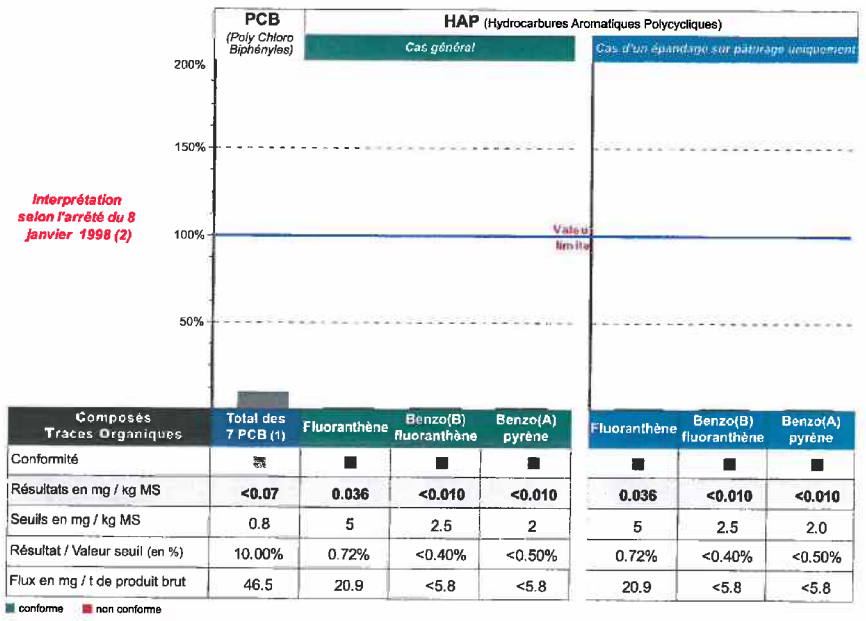 PCB
(Poly Chloro
Biphényles)
HAP (Hydrocarbures Aromatiques Polycycliques)
Cas général
Cas d'un épandage sur pâturage uniquement
200%
150%
100%
50%
Interprétation
selon l'arrêté du 8
janvier 1998 (2)
Valeur
limite
Composés
Traces Organiques
Total des
7 PCB (1)
Fluoranthène
Benzo(B)
fluoranthène
Benzo(A)
pyrène
Fluoranthène
Benzo(B)
fluoranthène
Benzo(A)
pyrène
Conformité
Résultats en mg / kg MS <0.07 0.036 <0.010 <0.010 0.036 <0.010 <0.010
Seuils en mg / kg MS 0.8 5 2.5 2 5 2.5 2.0
Résultat / Valeur seuil (en %) 10.00% 0.72% <0.40% <0.50% 0.72% <0.40% <0.50%
Flux en mg / t de produit brut 46.5 20.9 <5.8 <5.8 20.9 <5.8 <5.8
conforme non conforme